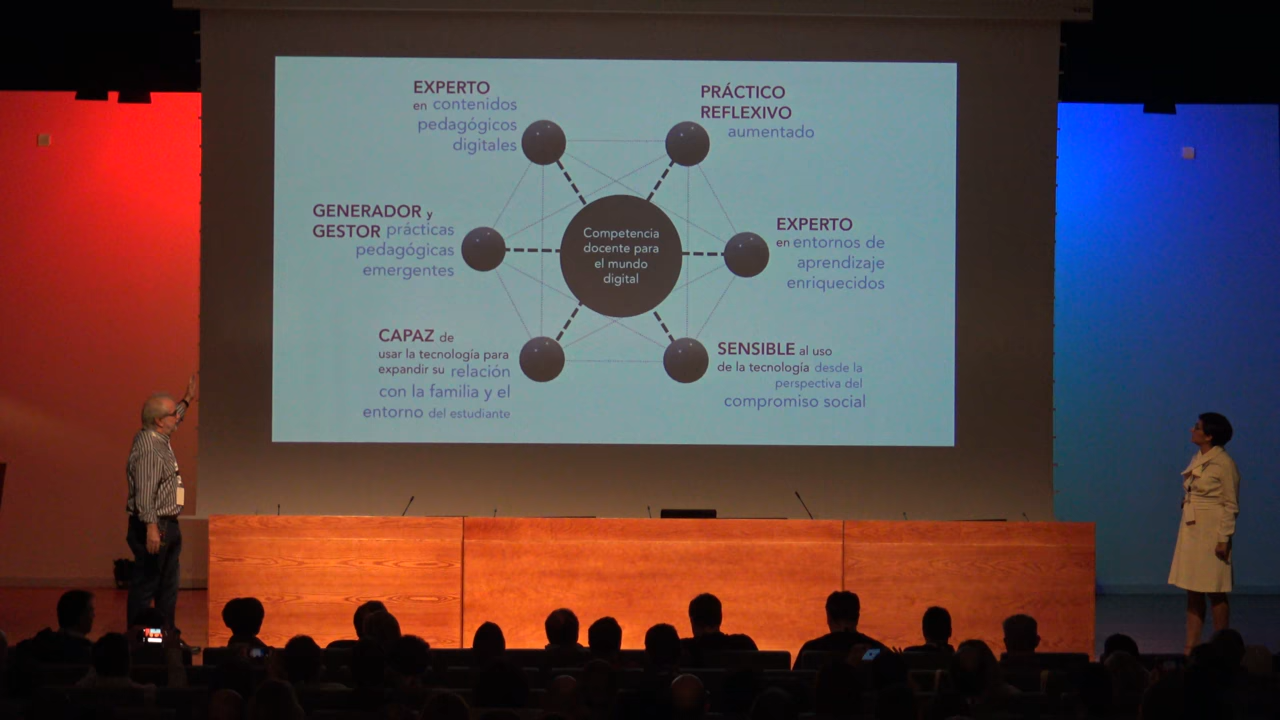 EXPERTO
en contenidos
pedagógicos
digitales
PRÁCTICO
REFLEXIVO
aumentado
GENERADOR y
GESTOR prácticas
pedagógicas
emergentes
Competencia
docente para
el mundo
digital
EXPERTO
en entornos de
aprendizaje
enriquecidos
CAPAZ de
usar la tecnología para
expandir su relación
con la familia y el
entorno del estudiante
SENSIBLE al uso
de la tecnología desde la
perspectiva del
compromiso social